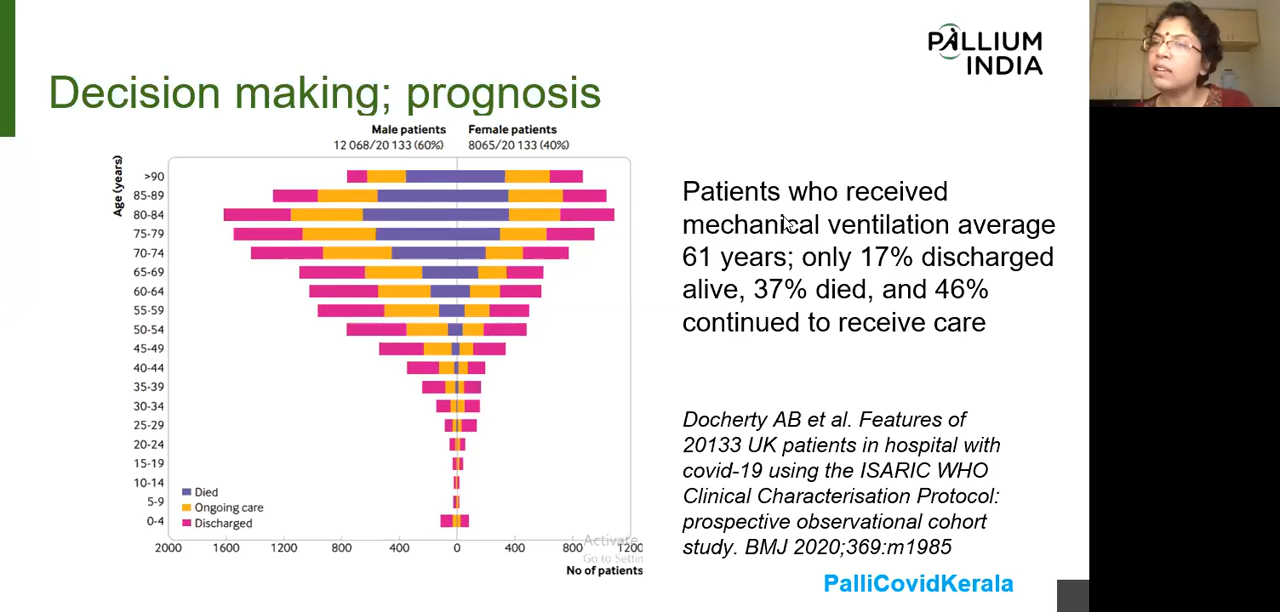 PALLIUM
INDIA
Decision making; prognosis
Male patients
12 068/20 133 (60%)
Female patients
8065/20 133 (40%)
Age (years)
>90
85-89
80-84
75-79
70-74
65-69
60-64
55-59
50-54
45-49
40-44
35-39
30-34
25-29
20-24
15-19
10-14
5-9
0-4
Died
Ongoing care
Discharged
2000 1600 1200 800 400 0 400 800 1200
No of patients
Activate
Go to Settin
Patients who received
mechanical ventilation average
61 years; only 17% discharged
alive, 37% died, and 46%
continued to receive care
Docherty AB et al. Features of
20133 UK patients in hospital with
covid-19 using the ISARIC WHO
Clinical Characterisation Protocol:
prospective observational cohort
study. BMJ 2020;369:m1985
PalliCovidKerala